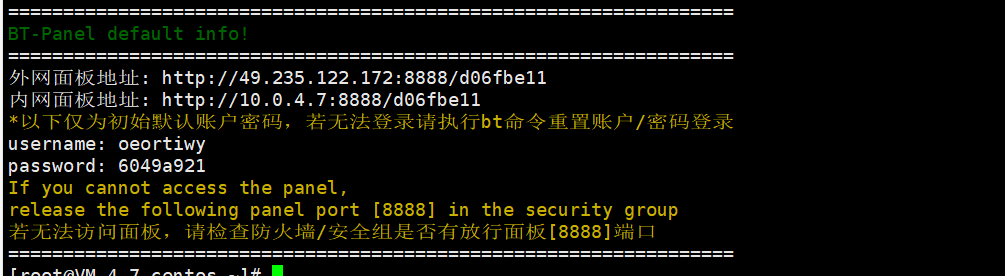 ==================================================================
BT-Panel default info!
==================================================================
外网面板地址: http://49.235.122.172:8888/d06fbe11
内网面板地址: http://10.0.4.7:8888/d06fbe11
*以下仅为初始默认账户密码，若无法登录请执行bt命令重置账户/密码登录
username: oeortiwy
password: 6049a921
If you cannot access the panel,
release the following panel port [8888] in the security group
若无法访问面板，请检查防火墙/安全组是否有放行面板[8888]端口
==================================================================
[root@VM-4-7-centos ~]#